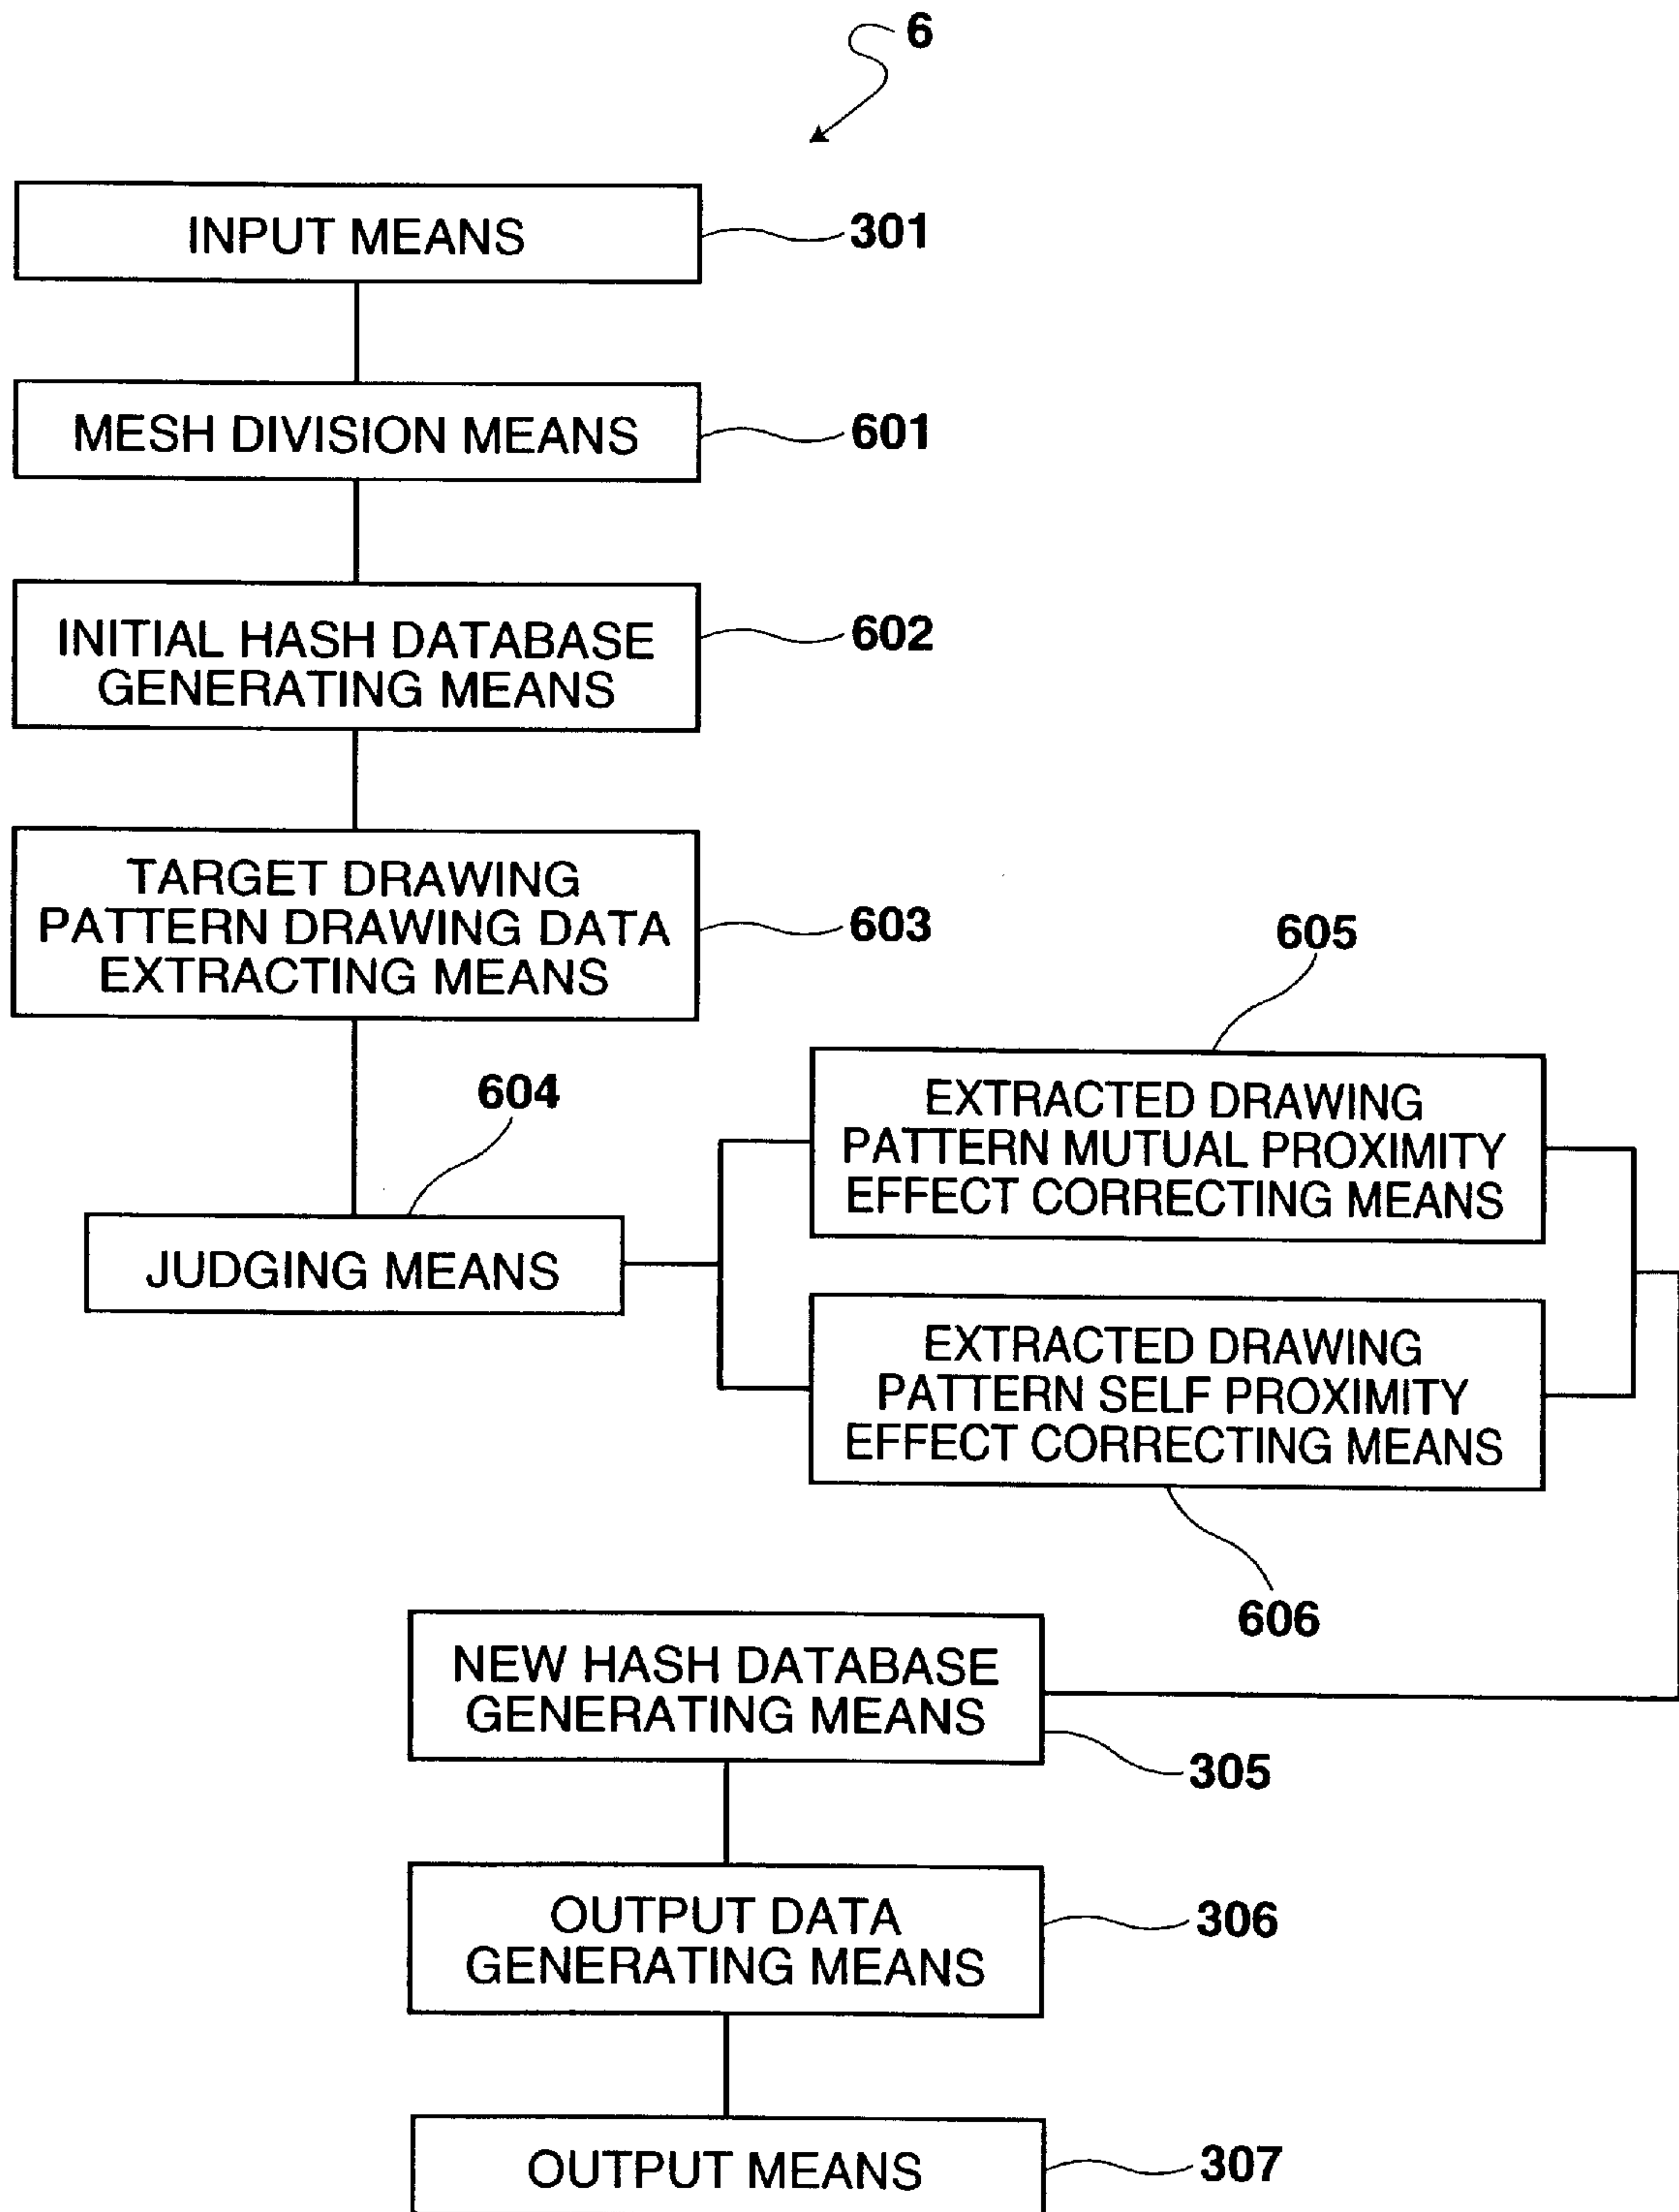 6
INPUT MEANS
301
MESH DIVISION MEANS
601
INITIAL HASH DATABASE
GENERATING MEANS
602
TARGET DRAWING
PATTERN DRAWING DATA
EXTRACTING MEANS
603
604
JUDGING MEANS
605
EXTRACTED DRAWING
PATTERN MUTUAL PROXIMITY
EFFECT CORRECTING MEANS
EXTRACTED DRAWING
PATTERN SELF PROXIMITY
EFFECT CORRECTING MEANS
606
NEW HASH DATABASE
GENERATING MEANS
305
OUTPUT DATA
GENERATING MEANS
306
OUTPUT MEANS
307